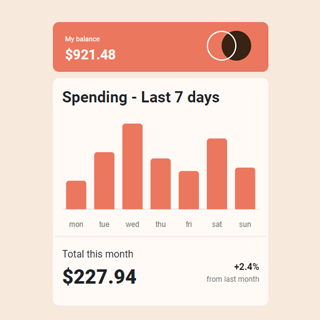 My balance
$921.48
Spending - Last 7 days
mon tue wed thu fri sat sun
Total this month
$227.94
+2.4%
from last month